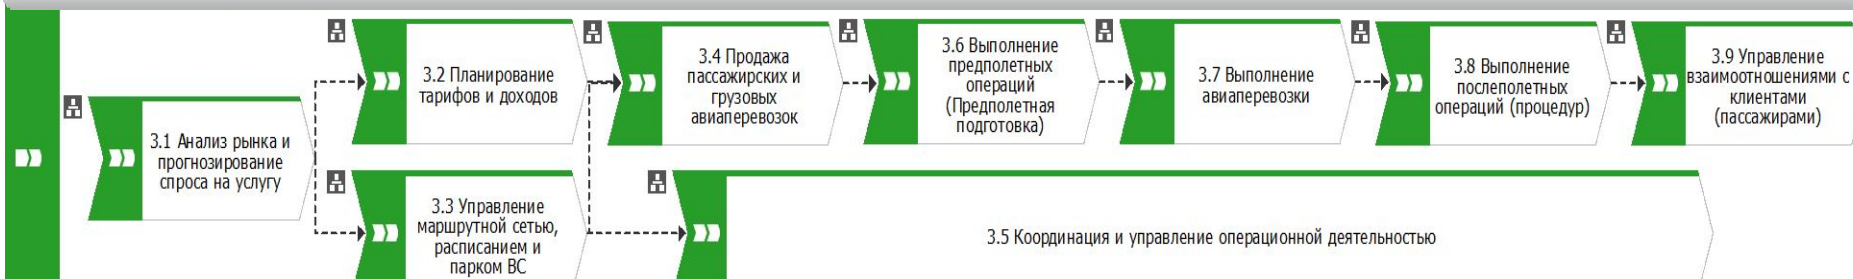 3.1 Анализ рынка и
прогнозирование
спроса на услугу
3.2 Планирование
тарифов и доходов
3.3 Управление
маршрутной сетью,
расписанием и
парком ВС
3.4 Продажа
пассажирских и
грузовых
авиаперевозок
3.5 Координация и управление операционной деятельностью
3.6 Выполнение
предполетных
операций
(Предполетная
подготовка)
3.7 Выполнение
авиаперевозки
3.8 Выполнение
послеполетных
операций (процедур)
3.9 Управление
взаимоотношениями с
клиентами
(пассажирами)